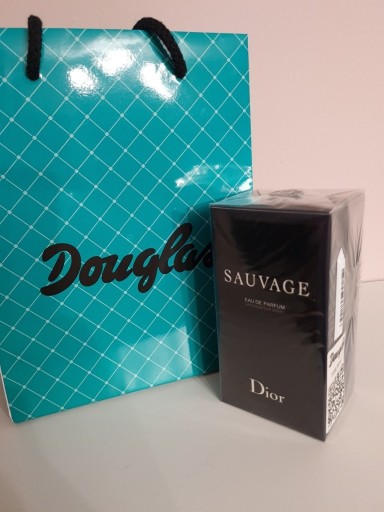 Douglas
SAUVAGE
EAU DE PARFUM
Dior